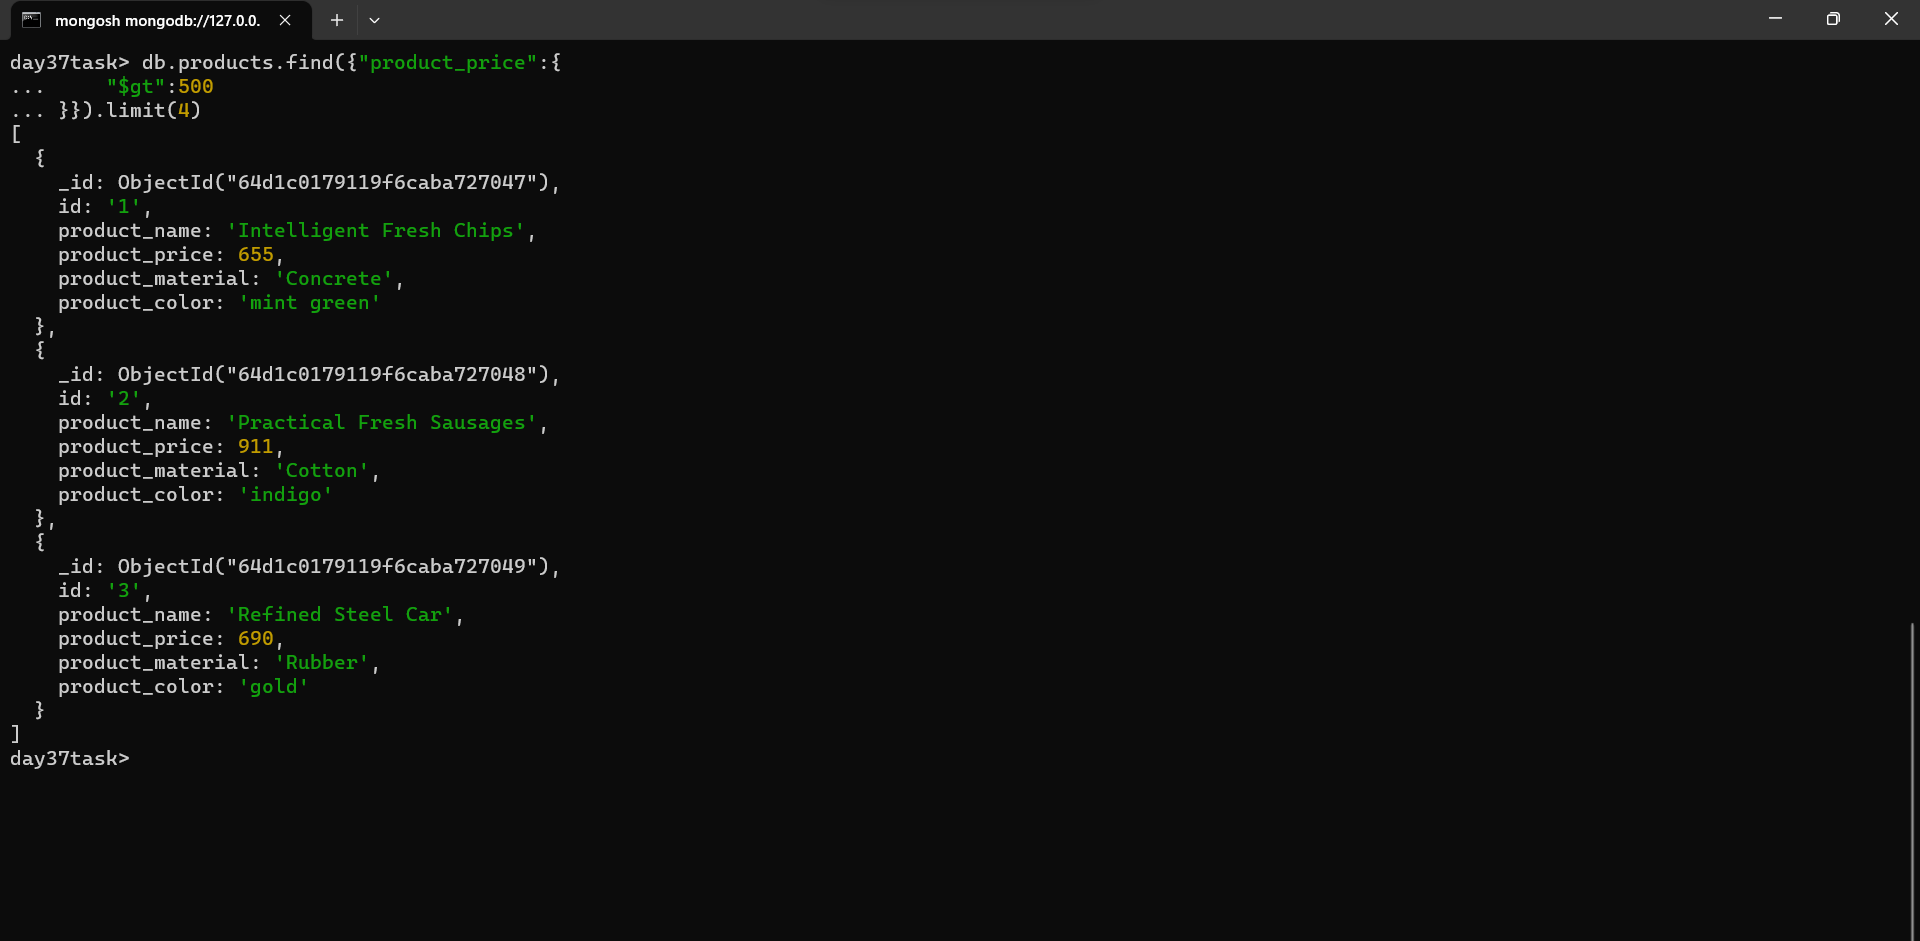 mongosh mongodb://127.0.0.
day37task> db.products.find({"product_price":{
...     "$gt":500
... }}).limit(4)
[
  {
    _id: ObjectId("64d1c0179119f6caba727047"),
    id: '1',
    product_name: 'Intelligent Fresh Chips',
    product_price: 655,
    product_material: 'Concrete',
    product_color: 'mint green'
  },
  {
    _id: ObjectId("64d1c0179119f6caba727048"),
    id: '2',
    product_name: 'Practical Fresh Sausages',
    product_price: 911,
    product_material: 'Cotton',
    product_color: 'indigo'
  },
  {
    _id: ObjectId("64d1c0179119f6caba727049"),
    id: '3',
    product_name: 'Refined Steel Car',
    product_price: 690,
    product_material: 'Rubber',
    product_color: 'gold'
  }
]
day37task>